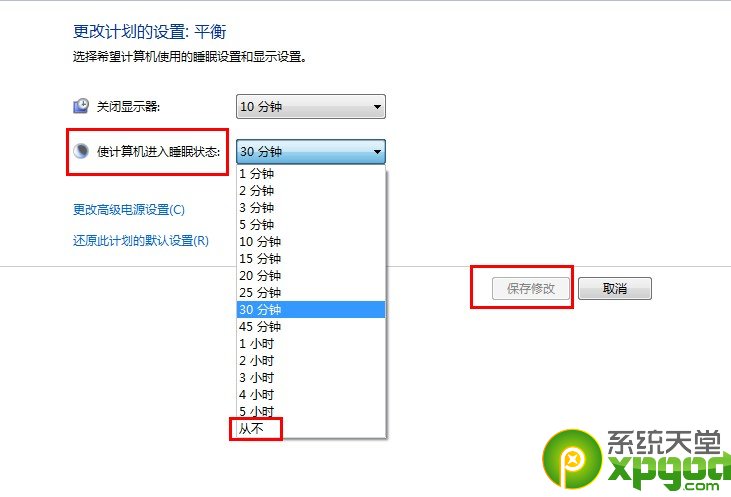 更改计划的设置: 平衡
选择希望计算机使用的睡眠设置和显示设置。
关闭显示器: 10 分钟
使计算机进入睡眠状态: 30 分钟
1 分钟
2 分钟
3 分钟
5 分钟
10 分钟
15 分钟
20 分钟
25 分钟
30 分钟
45 分钟
1 小时
2 小时
3 小时
4 小时
5 小时
从不
更改高级电源设置(C)
还原此计划的默认设置(R)
保存修改 取消
系统天堂
xpgod
.com